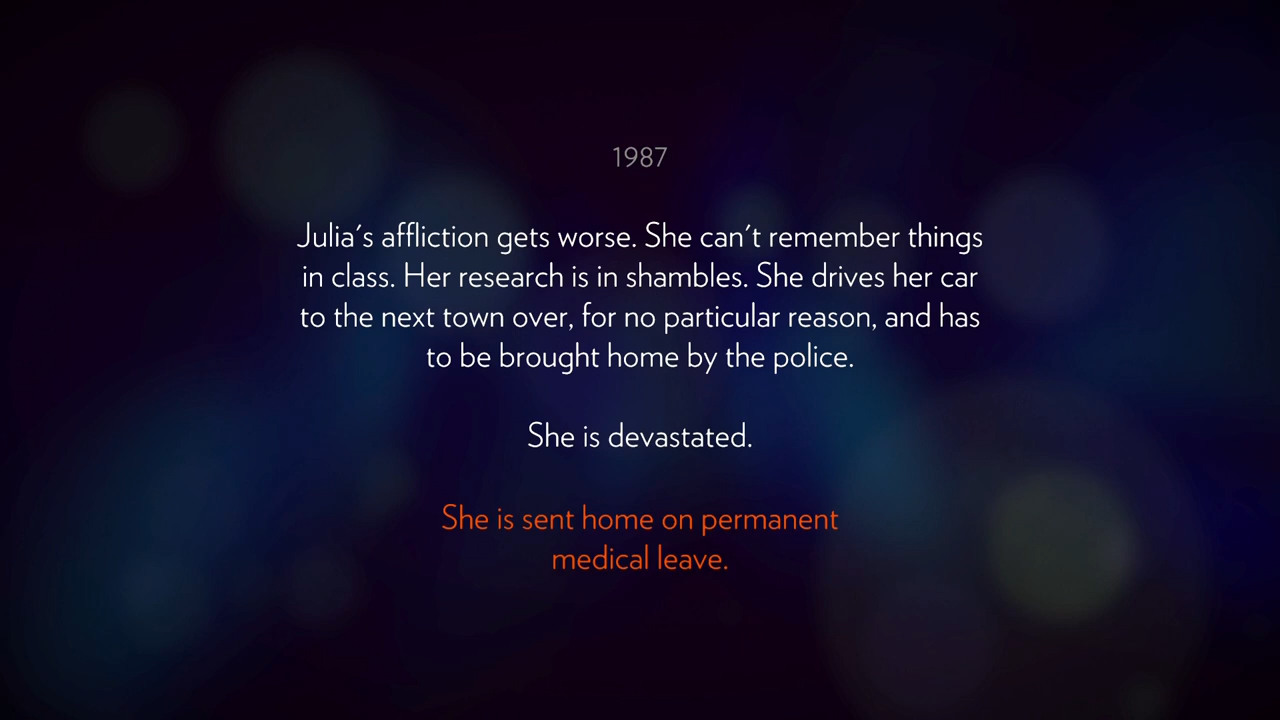 1987
Julia's affliction gets worse. She can't remember things
in class. Her research is in shambles. She drives her car
to the next town over, for no particular reason, and has
to be brought home by the police.
She is devastated.
She is sent home on permanent
medical leave.